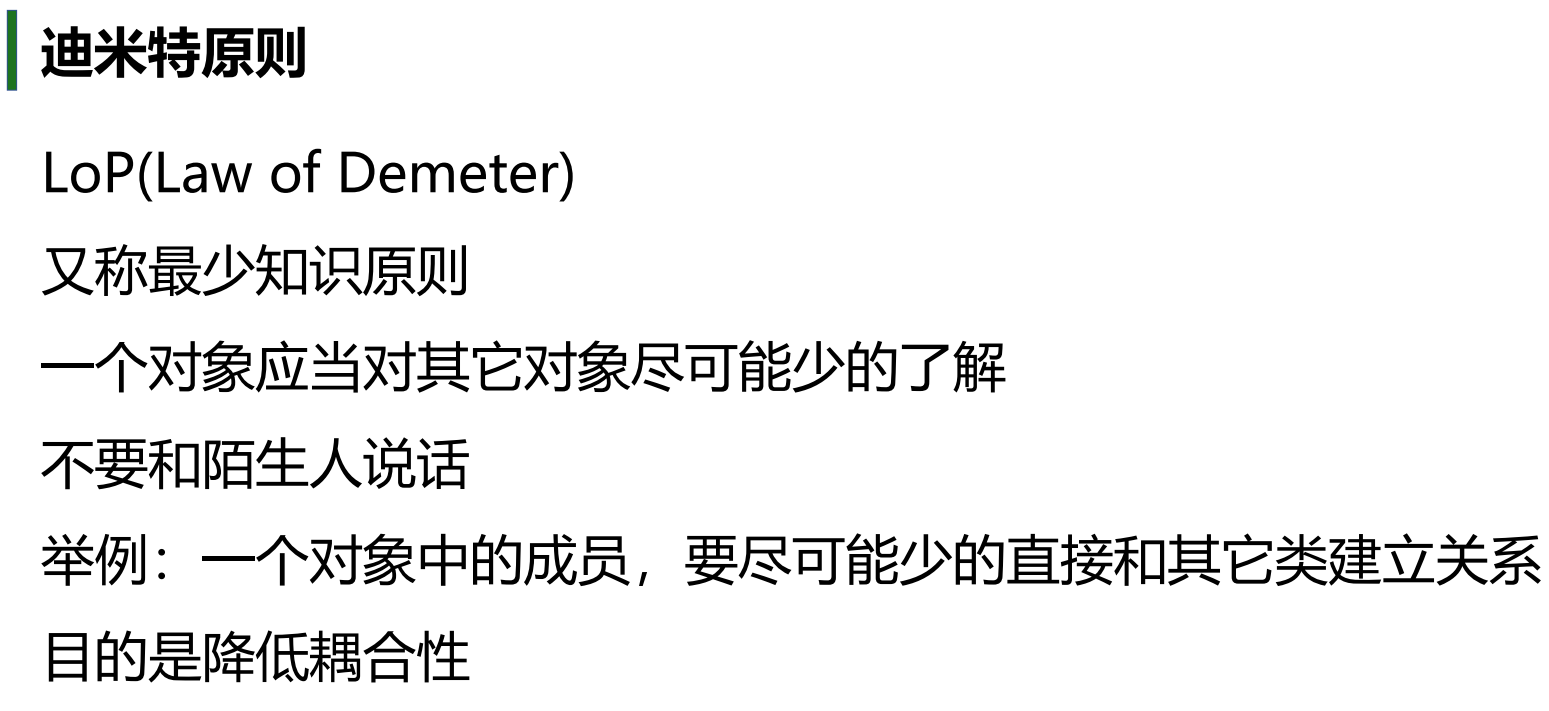 迪米特原则
LoP(Law of Demeter)
又称最少知识原则
一个对象应当对其它对象尽可能少的了解
不要和陌生人说话
举例：一个对象中的成员，要尽可能少的直接和其它类建立关系
目的是降低耦合性